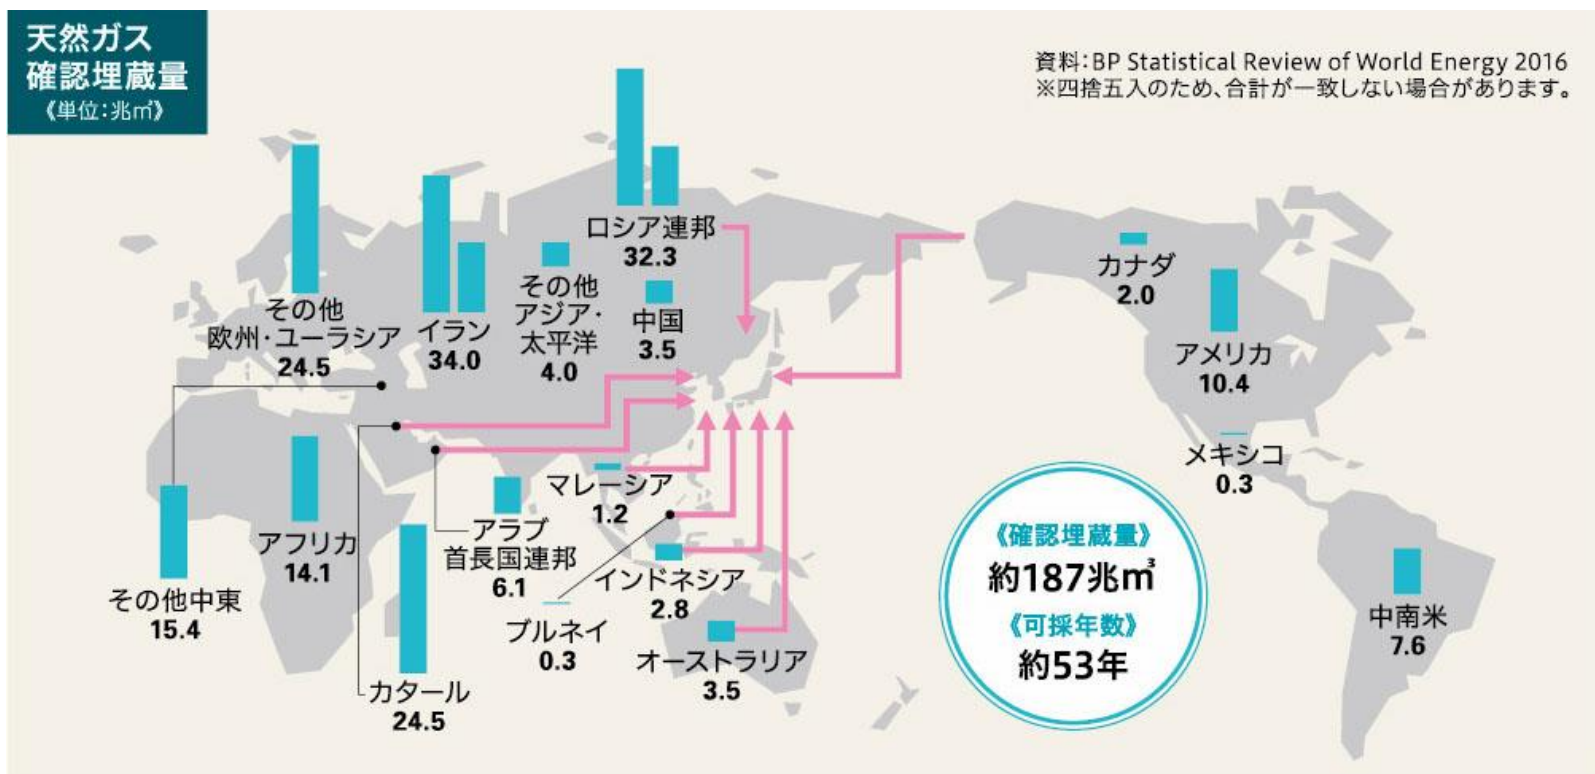 天然ガス
確認埋蔵量
《単位:兆㎥》
資料:BP Statistical Review of World Energy 2016
※四捨五入のため、合計が一致しない場合があります。
ロシア連邦
32.3
その他
欧州・ユーラシア
24.5
イラン
34.0
その他
アジア・
太平洋
4.0
中国
3.5
カナダ
2.0
アメリカ
10.4
メキシコ
0.3
アフリカ
14.1
その他中東
15.4
カタール
24.5
アラブ
首長国連邦
6.1
マレーシア
1.2
ブルネイ
0.3
インドネシア
2.8
オーストラリア
3.5
《確認埋蔵量》
約187兆㎥
《可採年数》
約53年
中南米
7.6